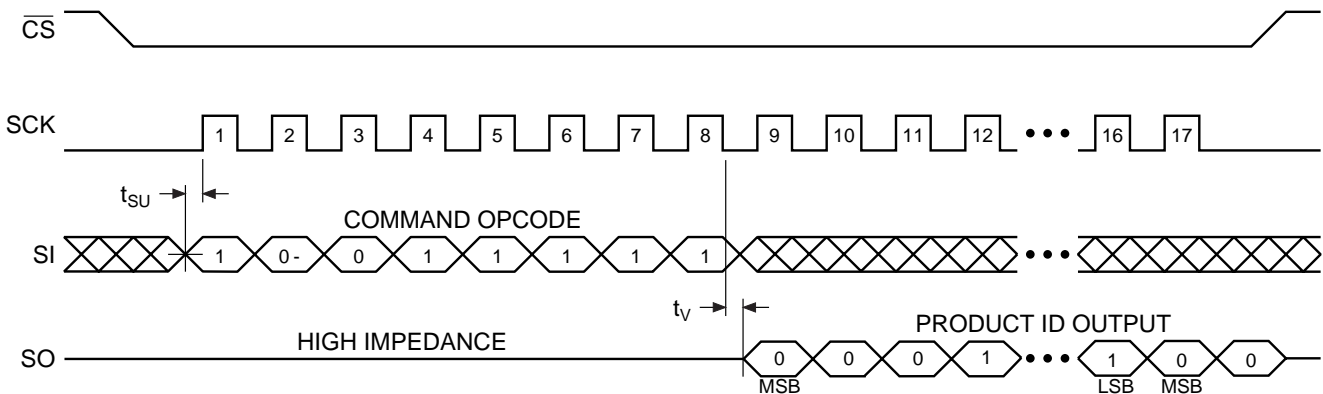 CS
SCK
1 2 3 4 5 6 7 8 9 10 11 12 ••• 16 17
tSU
COMMAND OPCODE
SI
1 0- 0 1 1 1 1 1 •••
tV
HIGH IMPEDANCE
PRODUCT ID OUTPUT
SO
0 0 0 1 ••• 1 0 0
MSB LSB MSB